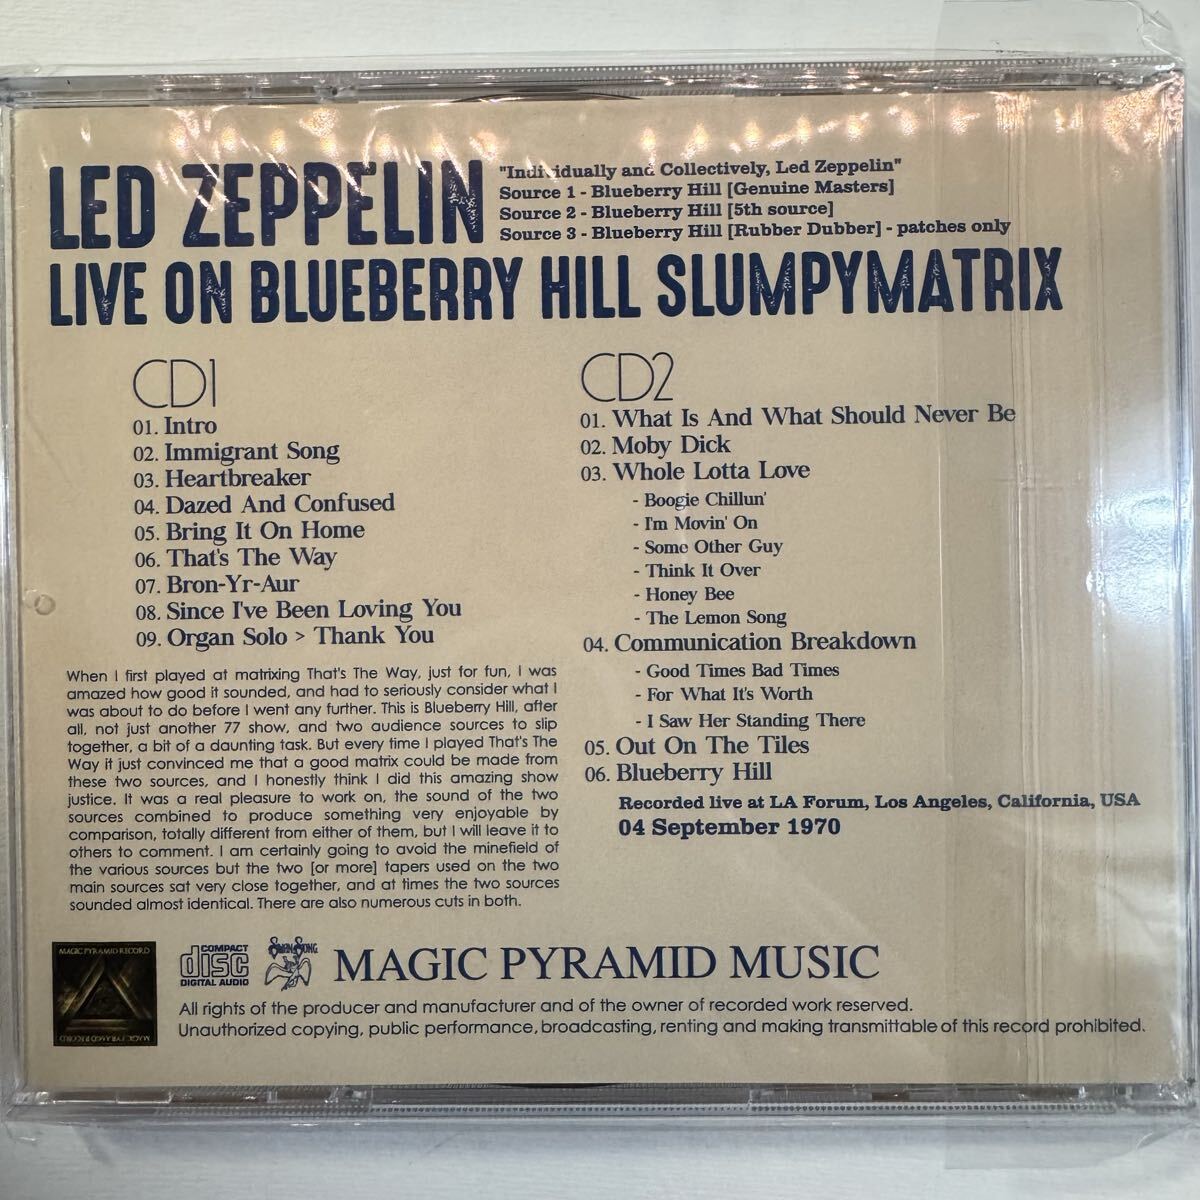 LED ZEPPELIN
"Individually and Collectively, Led Zeppelin"
Source 1 - Blueberry Hill [Genuine Masters]
Source 2 - Blueberry Hill [5th source]
Source 3 - Blueberry Hill [Rubber Dubber] - patches only
LIVE ON BLUEBERRY HILL SLUMPYMATRIX
CD1
01. Intro
02. Immigrant Song
03. Heartbreaker
04. Dazed And Confused
05. Bring It On Home
06. That's The Way
07. Bron-Yr-Aur
08. Since I've Been Loving You
09. Organ Solo > Thank You
When I first played at matrixing That's The Way, just for fun, I was
amazed how good it sounded, and had to seriously consider what I
was about to do before I went any further. This is Blueberry Hill, after
all, not just another 77 show, and two audience sources to slip
together, a bit of a daunting task. But every time I played That's The
Way it just convinced me that a good matrix could be made from
these two sources, and I honestly think I did this amazing show
justice. It was a real pleasure to work on, the sound of the two
sources combined to produce something very enjoyable by
comparison, totally different from either of them, but I will leave it to
others to comment. I am certainly going to avoid the minefield of
the various sources but the two [or more] tapers used on the two
main sources sat very close together, and at times the two sources
sounded almost identical. There are also numerous cuts in both.
CD2
01. What Is And What Should Never Be
02. Moby Dick
03. Whole Lotta Love
- Boogie Chillun'
- I'm Movin' On
- Some Other Guy
- Think It Over
- Honey Bee
- The Lemon Song
04. Communication Breakdown
- Good Times Bad Times
- For What It's Worth
- I Saw Her Standing There
05. Out On The Tiles
06. Blueberry Hill
Recorded live at LA Forum, Los Angeles, California, USA
04 September 1970
MAGIC PYRAMID RECORD
MAGIC PYRAMID RECORD
COMPACT
disc
DIGITAL AUDIO
SWAN SONG
MAGIC PYRAMID MUSIC
All rights of the producer and manufacturer and of the owner of recorded work reserved.
Unauthorized copying, public performance, broadcasting, renting and making transmittable of this record prohibited.